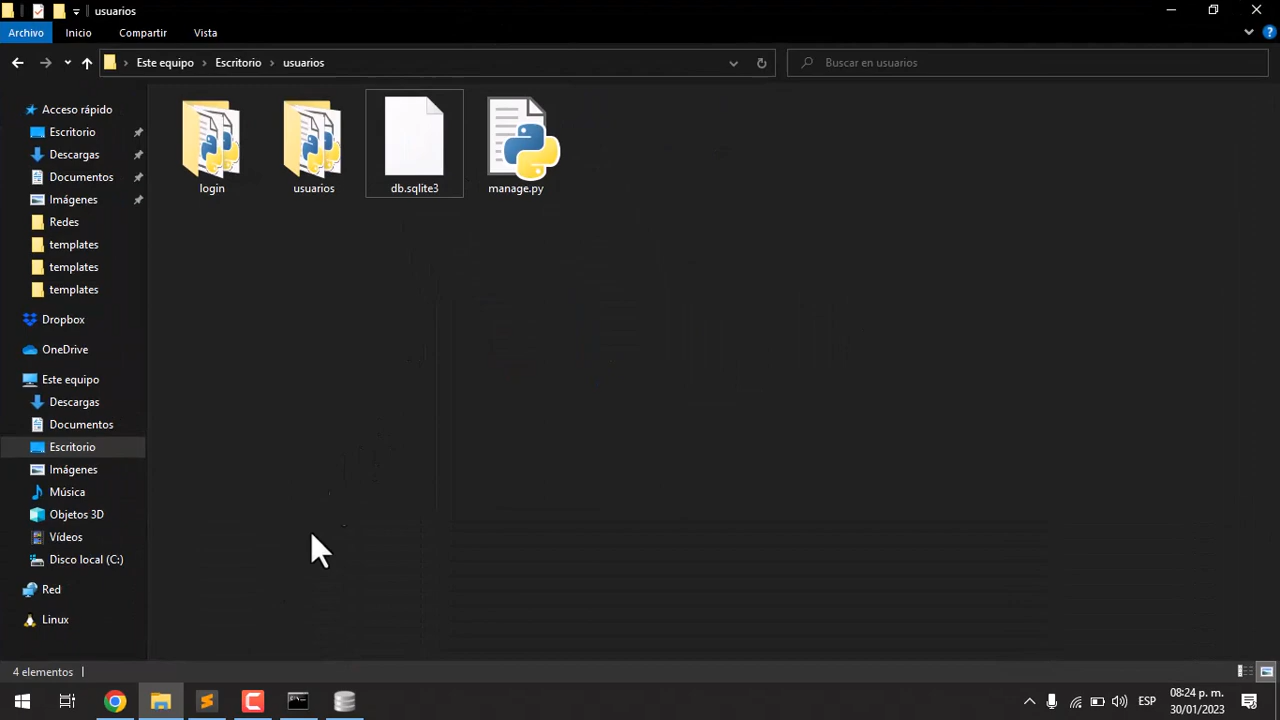 usuarios
Archivo
Inicio
Compartir
Vista
Este equipo
Escritorio
usuarios
Buscar en usuarios
Acceso rápido
Escritorio
Descargas
Documentos
Imágenes
Redes
templates
templates
templates
Dropbox
OneDrive
Este equipo
Descargas
Documentos
Escritorio
Imágenes
Música
Objetos 3D
Vídeos
Disco local (C:)
Red
Linux
login
usuarios
db.sqlite3
manage.py
4 elementos
ESP
08:24 p. m.
30/01/2023